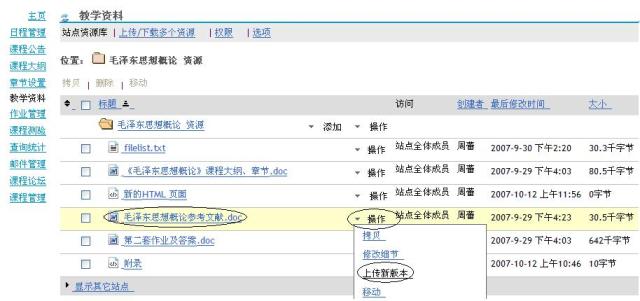 主页
日程管理
课程公告
课程大纲
章节设置
教学资料
作业管理
课程测验
查询统计
邮件管理
课程论坛
课程管理
教学资料
站点资源库 | 上传/下载多个资源 | 权限 | 选项
位置： 毛泽东思想概论 资源
拷贝 | 删除 | 移动
标题 访问 创建者 最后修改时间 大小
毛泽东思想概论 资源 添加 操作
filelist.txt 操作 站点全体成员 周蔷 2007-9-30 下午2:20 30.3千字节
《毛泽东思想概论》课程大纲、章节.doc 操作 站点全体成员 周蔷 2007-9-29 下午4:03 80.5千字节
新的HTML 页面 操作 站点全体成员 周蔷 2007-10-12 上午11:56 0字节
毛泽东思想概论参考文献.doc 操作 站点全体成员 周蔷 2007-9-29 下午4:23 30.5千字节
第二套作业及答案.doc 2007-9-29 下午4:03 642千字节
附录 2007-10-12 上午10:46 10字节
拷贝
修改细节
上传新版本
移动
显示其它站点